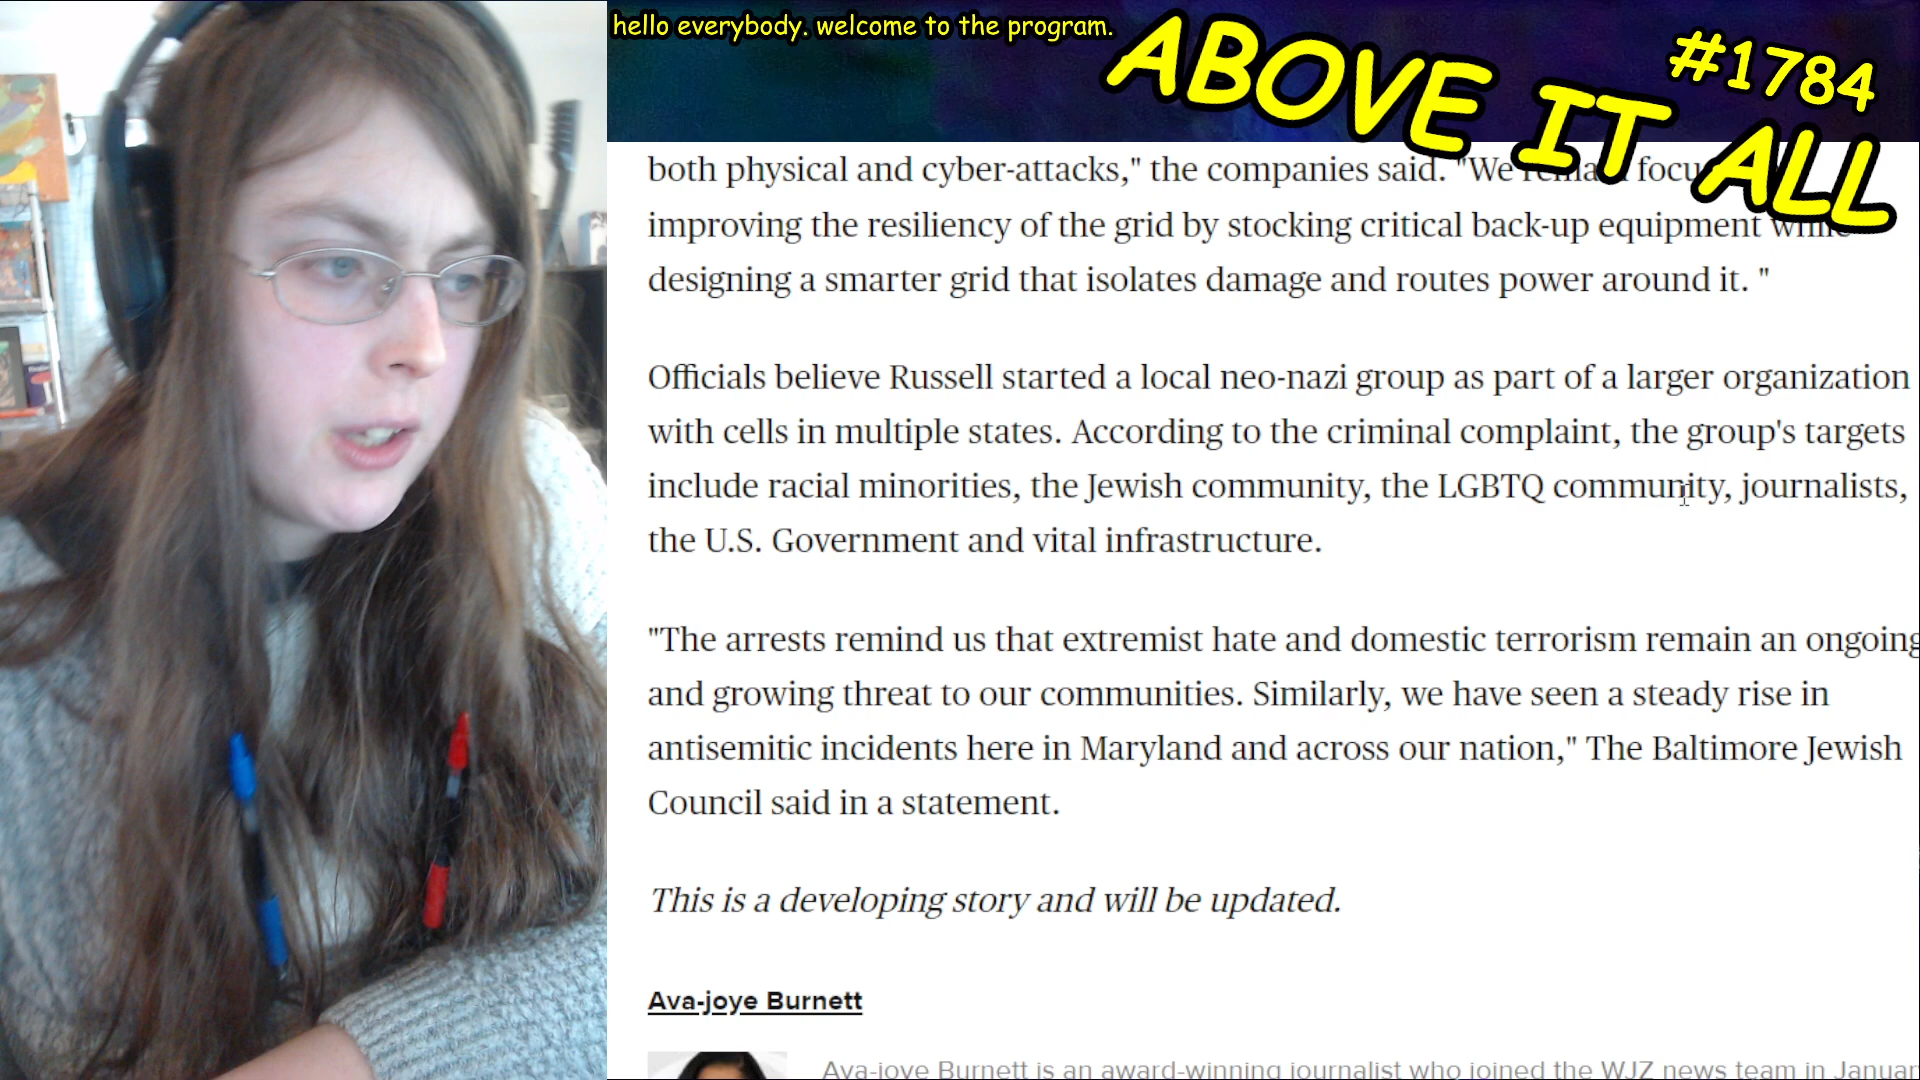 hello everybody. welcome to the program.
ABOVE IT ALL
#1784
both physical and cyber-attacks," the companies said. "We remain focu
improving the resiliency of the grid by stocking critical back-up equipment while
designing a smarter grid that isolates damage and routes power around it. "
Officials believe Russell started a local neo-nazi group as part of a larger organization
with cells in multiple states. According to the criminal complaint, the group's targets
include racial minorities, the Jewish community, the LGBTQ community, journalists,
the U.S. Government and vital infrastructure.
"The arrests remind us that extremist hate and domestic terrorism remain an ongoing
and growing threat to our communities. Similarly, we have seen a steady rise in
antisemitic incidents here in Maryland and across our nation," The Baltimore Jewish
Council said in a statement.
This is a developing story and will be updated.
Ava-joye Burnett
Ava-joye Burnett is an award-winning journalist who joined the WJZ news team in Januar